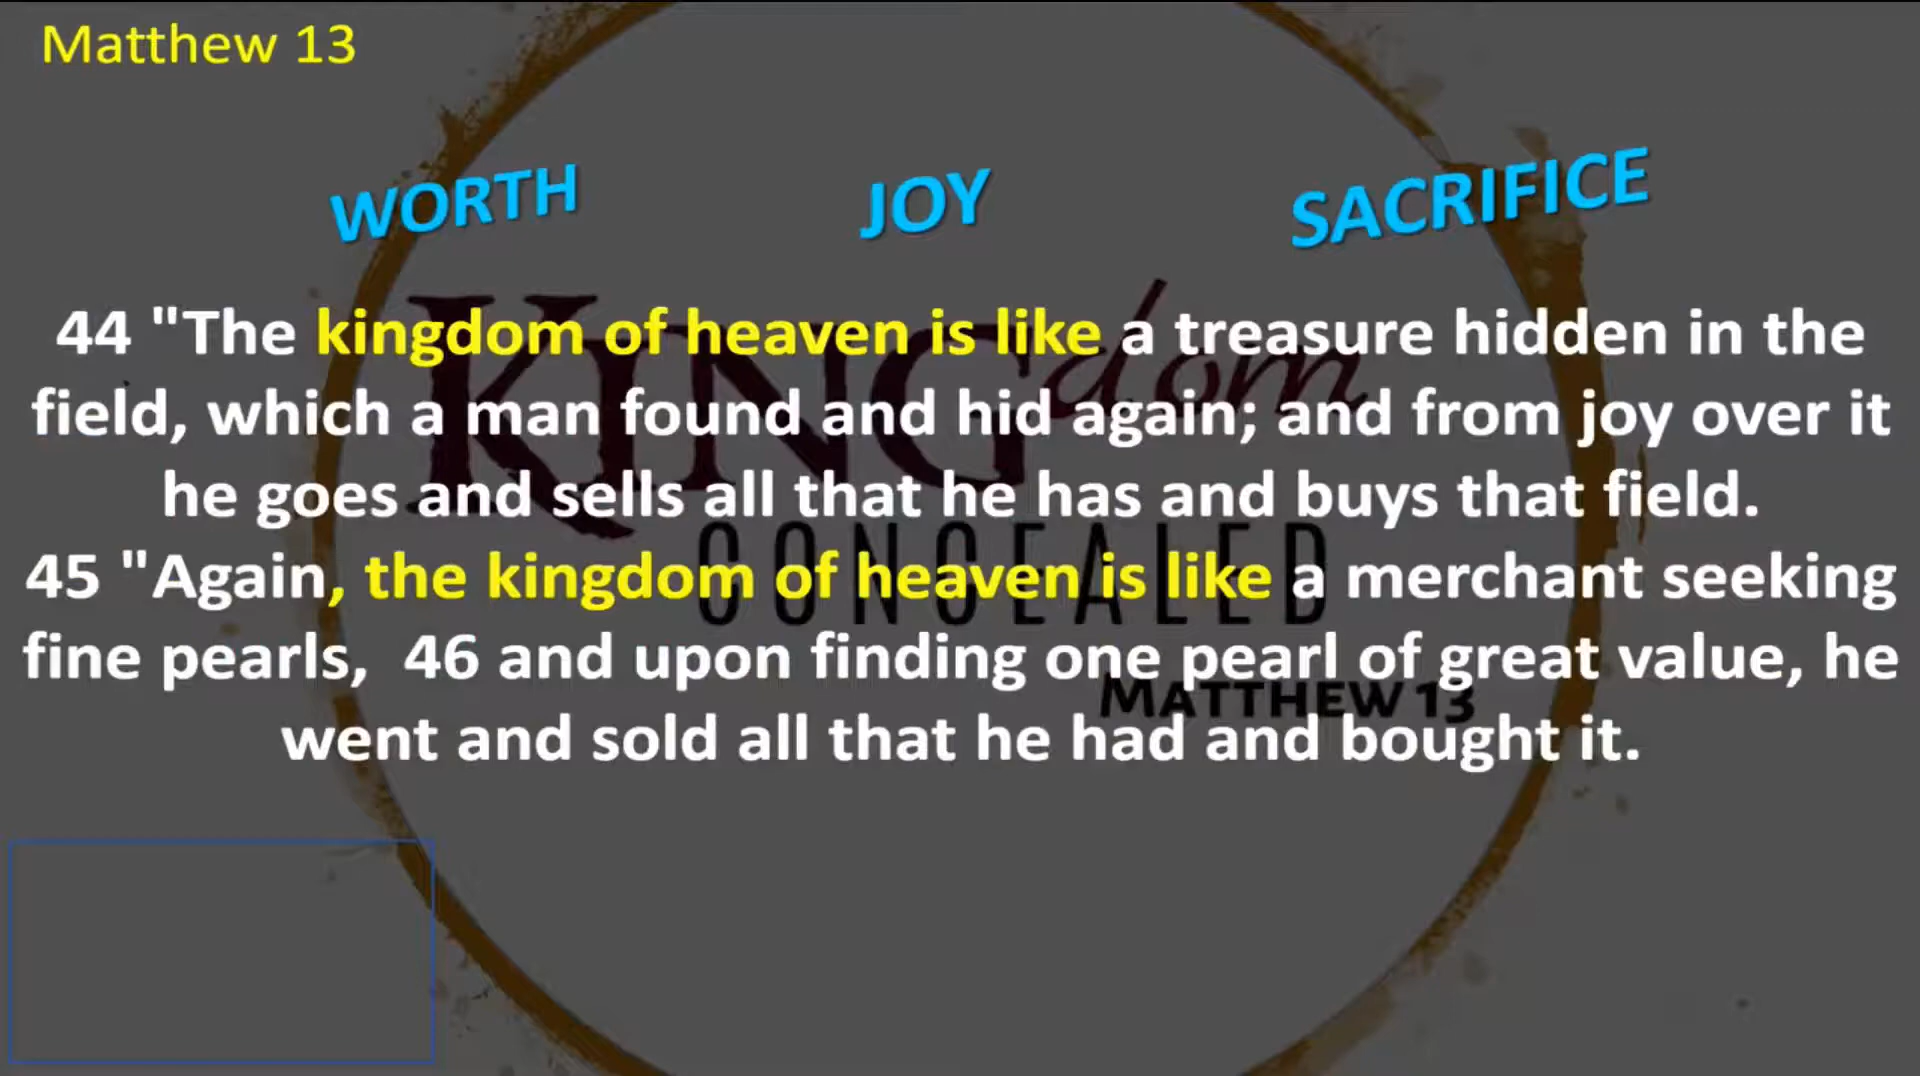 Matthew 13
WORTH JOY SACRIFICE
44 "The kingdom of heaven is like a treasure hidden in the
field, which a man found and hid again; and from joy over it
he goes and sells all that he has and buys that field.
45 "Again, the kingdom of heaven is like a merchant seeking
fine pearls, 46 and upon finding one pearl of great value, he
went and sold all that he had and bought it.
KINGdom
CONCEALED
MATTHEW 13